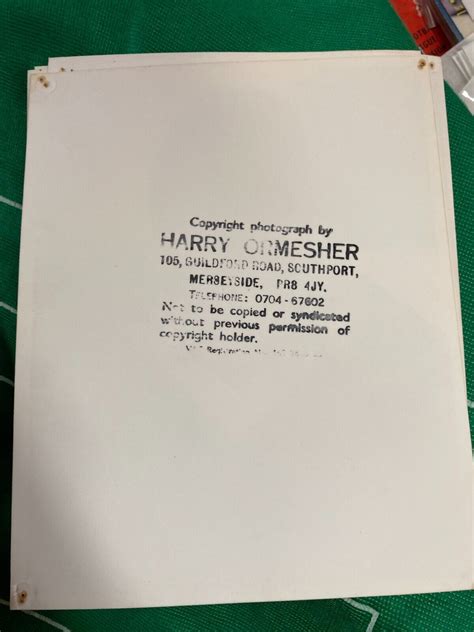 Copyright photograph by
HARRY ORMESHER
105, GUILDFORD ROAD, SOUTHPORT,
MERSEYSIDE, PR8 4JY.
TELEPHONE: 0704-67602
Not to be copied or syndicated
without previous permission of
copyright holder.
Registration